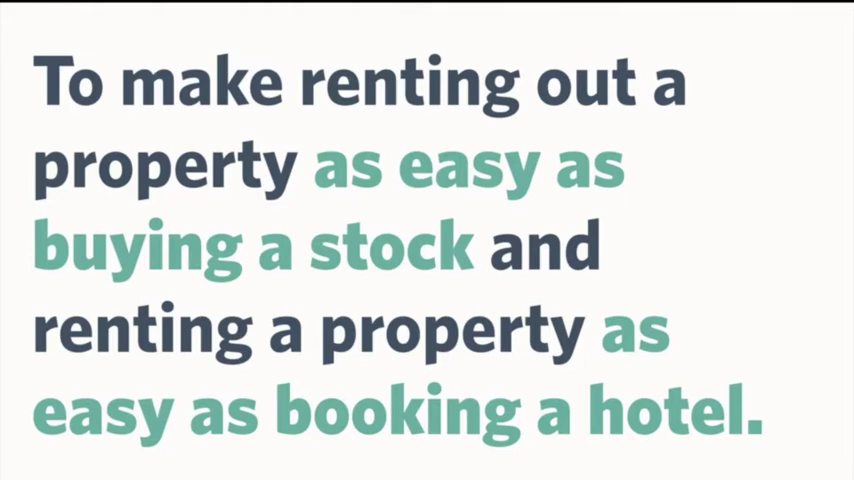 To make renting out a
property as easy as
buying a stock and
renting a property as
easy as booking a hotel.